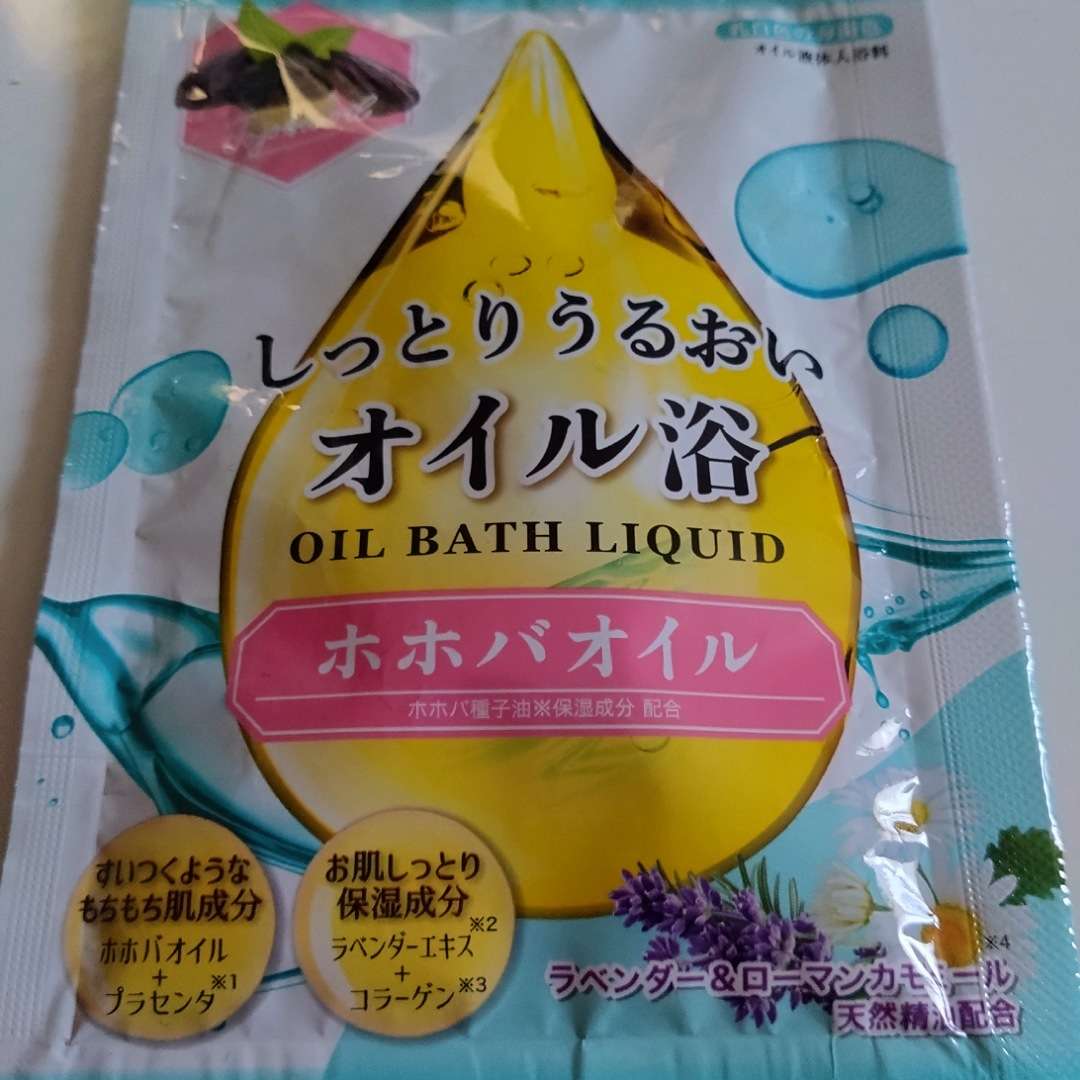 オイル液体入浴料
しっとりうるおい
オイル浴
OIL BATH LIQUID
ホホバオイル
ホホバ種子油※保湿成分 配合
すいつくような
もちもち肌成分
ホホバオイル
+
プラセンタ※1
お肌しっとり
保湿成分
ラベンダーエキス※2
+
コラーゲン※3
ラベンダー&ローマンカモミール※4
天然精油配合